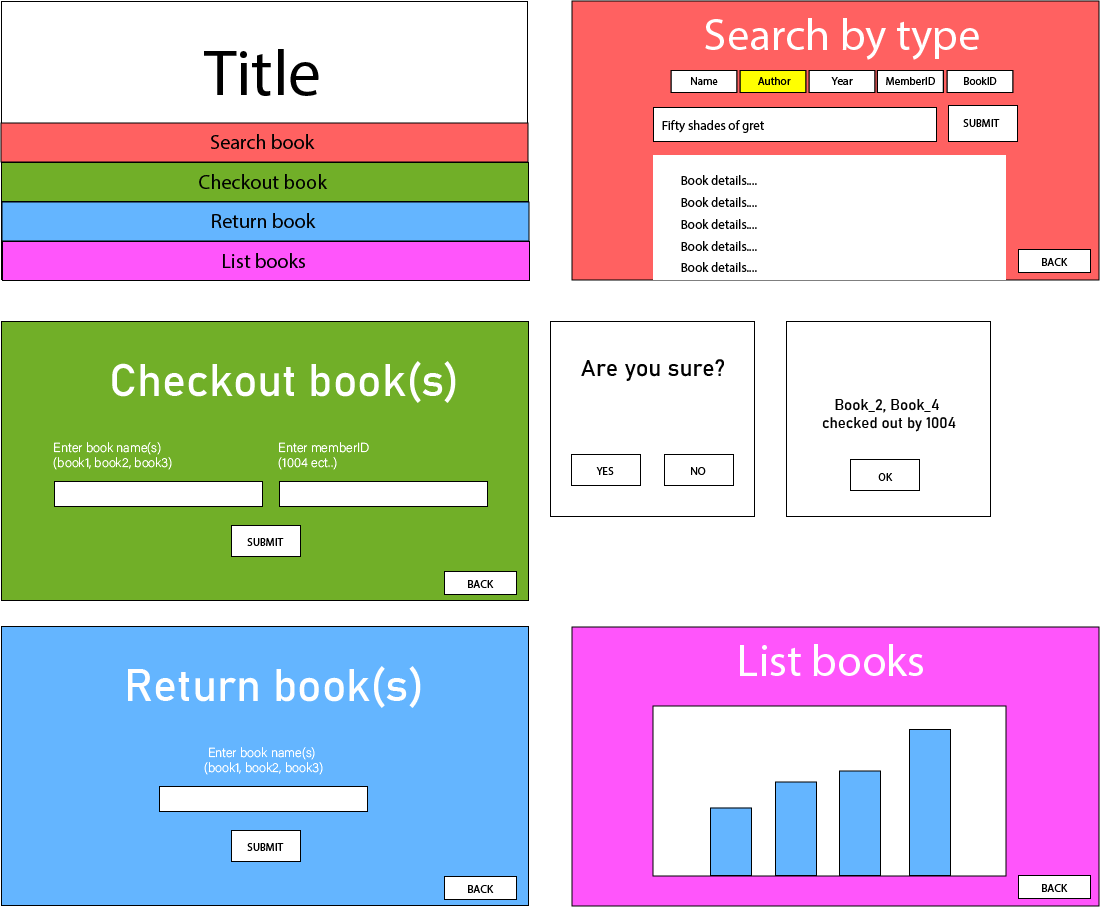 Title
Search book
Checkout book
Return book
List books
Search by type
Name
Author
Year
MemberID
BookID
Fifty shades of gret
SUBMIT
Book details....
Book details....
Book details....
Book details....
Book details....
BACK
Checkout book(s)
Enter book name(s)
(book1, book2, book3)
Enter memberID
(1004 ect..)
SUBMIT
BACK
Are you sure?
YES
NO
Book_2, Book_4
checked out by 1004
OK
Return book(s)
Enter book name(s)
(book1, book2, book3)
SUBMIT
BACK
List books
BACK